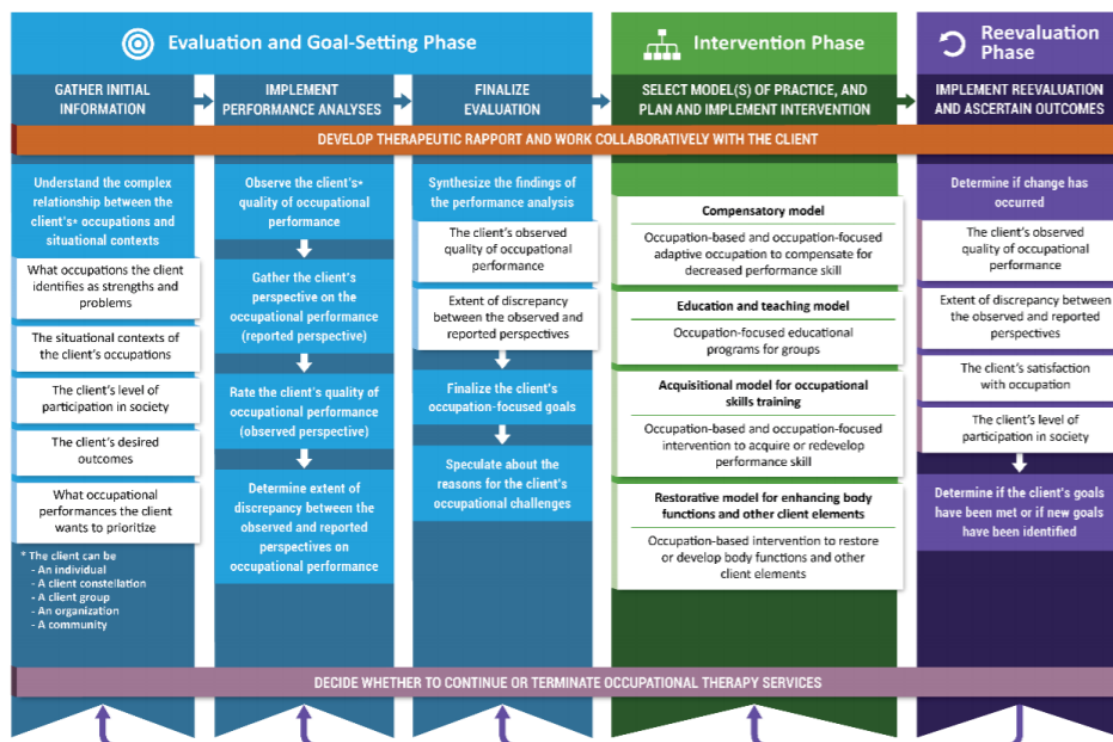 Evaluation and Goal-Setting Phase
Intervention Phase
Reevaluation
Phase
GATHER INITIAL
INFORMATION
IMPLEMENT
PERFORMANCE ANALYSES
FINALIZE
EVALUATION
SELECT MODEL(S) OF PRACTICE, AND
PLAN AND IMPLEMENT INTERVENTION
IMPLEMENT REEVALUATION
AND ASCERTAIN OUTCOMES
DEVELOP THERAPEUTIC RAPPORT AND WORK COLLABORATIVELY WITH THE CLIENT
Understand the complex
relationship between the
client's* occupations and
situational contexts
What occupations the client
identifies as strengths and
problems
The situational contexts of
the client's occupations
The client's level of
participation in society
The client's desired
outcomes
What occupational
performances the client
wants to prioritize
* The client can be
- An individual
- A client constellation
- A client group
- An organization
- A community
Observe the client's*
quality of occupational
performance
Gather the client's
perspective on the
occupational performance
(reported perspective)
Rate the client's quality of
occupational performance
(observed perspective)
Determine extent of
discrepancy between the
observed and reported
perspectives on
occupational performance
Synthesize the findings of
the performance analysis
The client's observed
quality of occupational
performance
Extent of discrepancy
between the observed and
reported perspectives
Finalize the client's
occupation-focused goals
Speculate about the
reasons for the client's
occupational challenges
Compensatory model
Occupation-based and occupation-focused
adaptive occupation to compensate for
decreased performance skill
Education and teaching model
Occupation-focused educational
programs for groups
Acquisitional model for occupational
skills training
Occupation-based and occupation-focused
intervention to acquire or redevelop
performance skill
Restorative model for enhancing body
functions and other client elements
Occupation-based intervention to restore
or develop body functions and other
client elements
Determine if change has
occurred
The client's observed
quality of occupational
performance
Extent of discrepancy between
the observed and reported
perspectives
The client's satisfaction
with occupation
The client's level of
participation in society
Determine if the client's goals
have been met or if new goals
have been identified
DECIDE WHETHER TO CONTINUE OR TERMINATE OCCUPATIONAL THERAPY SERVICES